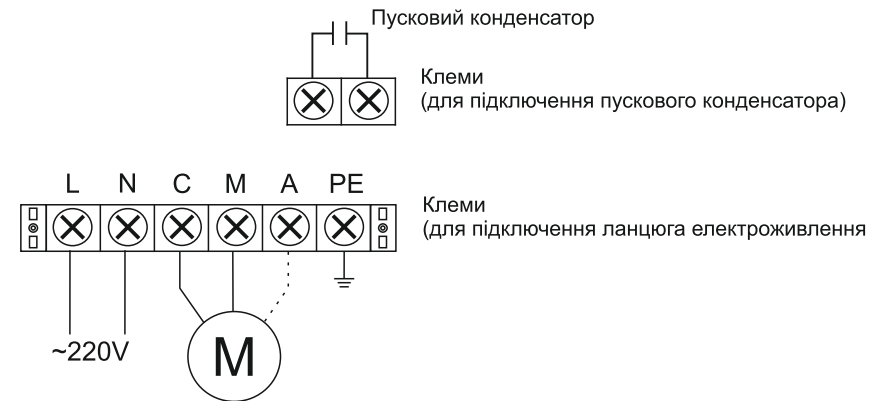 Пусковий конденсатор
Клеми
(для підключення пускового конденсатора)
L N C M A PE
Клеми
(для підключення ланцюга електроживлення
~220V
M